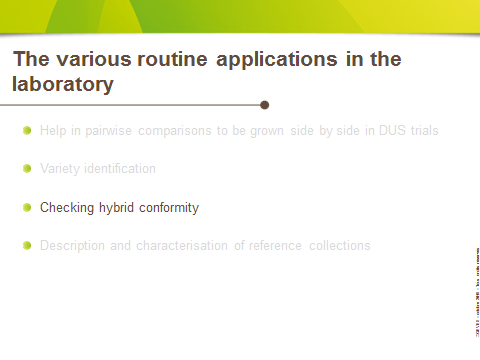 The various routine applications in the
laboratory
Help in pairwise comparisons to be grown side by side in DUS trials
Variety identification
Checking hybrid conformity
Description and characterisation of reference collections